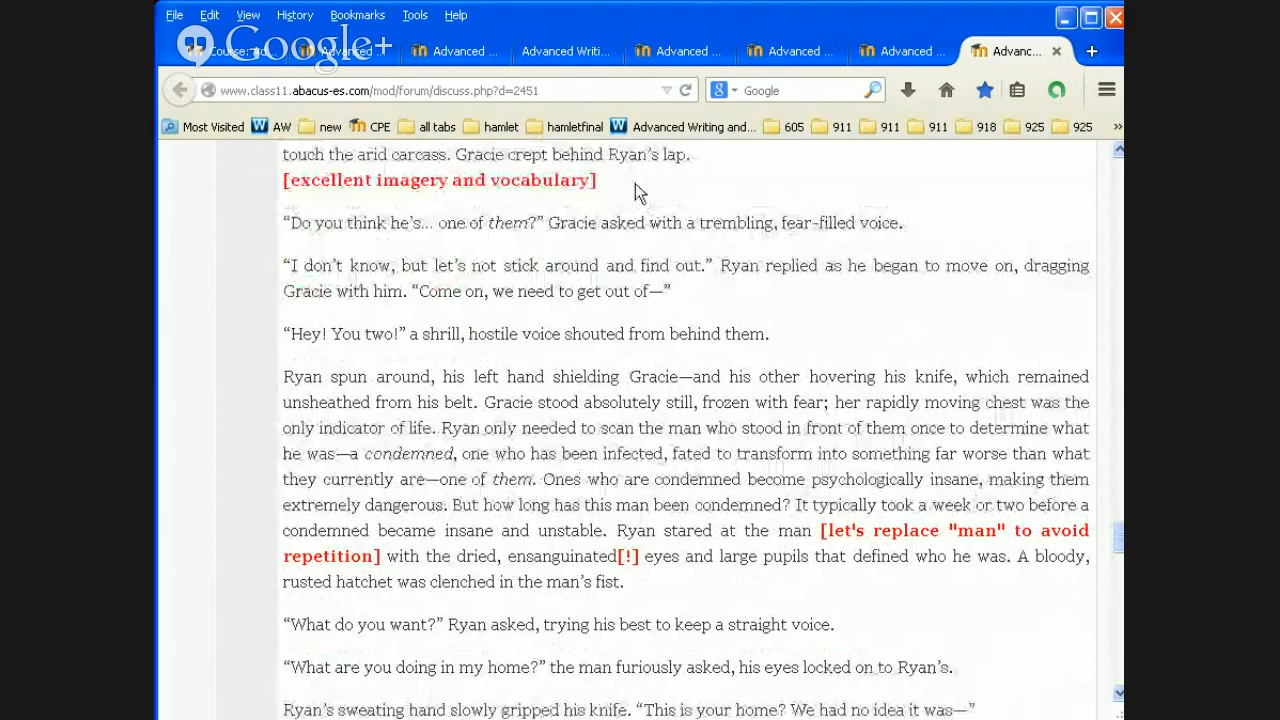 File Edit View History Bookmarks Tools Help
Google+
Course: Ad Advanced Advanced ... Advanced Writi... Advanced ... Advanced ... Advanced ... Advanc...
www.class11.abacus-es.com/mod/forum/discuss.php?d=2451 Google
Most Visited AW new CPE all tabs hamlet hamletfinal Advanced Writing and... 605 911 911 911 918 925 925 »
touch the arid carcass. Gracie crept behind Ryan’s lap.
[excellent imagery and vocabulary]
“Do you think he’s... one of them?” Gracie asked with a trembling, fear-filled voice.
“I don’t know, but let’s not stick around and find out.” Ryan replied as he began to move on, dragging
Gracie with him. “Come on, we need to get out of—”
“Hey! You two!” a shrill, hostile voice shouted from behind them.
Ryan spun around, his left hand shielding Gracie—and his other hovering his knife, which remained
unsheathed from his belt. Gracie stood absolutely still, frozen with fear; her rapidly moving chest was the
only indicator of life. Ryan only needed to scan the man who stood in front of them once to determine what
he was—a condemned, one who has been infected, fated to transform into something far worse than what
they currently are—one of them. Ones who are condemned become psychologically insane, making them
extremely dangerous. But how long has this man been condemned? It typically took a week or two before a
condemned became insane and unstable. Ryan stared at the man [let's replace "man" to avoid
repetition] with the dried, ensanguinated[!] eyes and large pupils that defined who he was. A bloody,
rusted hatchet was clenched in the man’s fist.
“What do you want?” Ryan asked, trying his best to keep a straight voice.
“What are you doing in my home?” the man furiously asked, his eyes locked on to Ryan’s.
Ryan’s sweating hand slowly gripped his knife. “This is your home? We had no idea it was—”